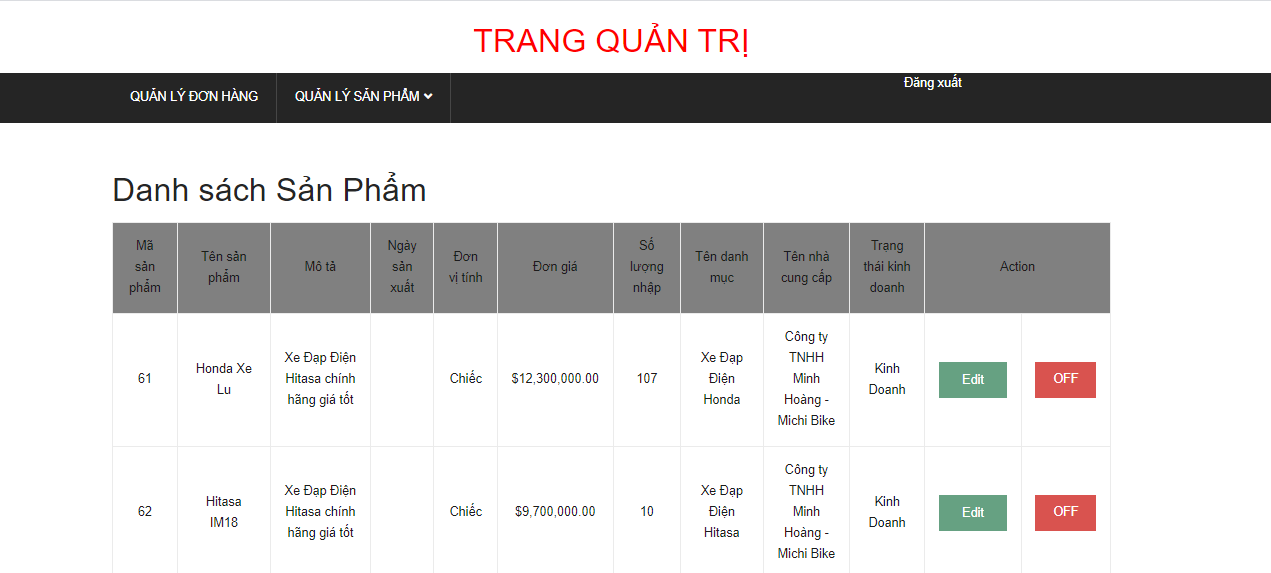 TRANG QUẢN TRỊ
QUẢN LÝ ĐƠN HÀNG
QUẢN LÝ SẢN PHẨM
Đăng xuất
Danh sách Sản Phẩm
Mã
sản
phẩm
Tên sản
phẩm
Mô tả
Ngày
sản
xuất
Đơn
vị tính
Đơn giá
Số
lượng
nhập
Tên danh
mục
Tên nhà
cung cấp
Trạng
thái kinh
doanh
Action
61
Honda Xe
Lu
Xe Đạp Điện
Hitasa chính
hãng giá tốt
Chiếc
$12,300,000.00
107
Xe Đạp
Điện
Honda
Công ty
TNHH
Minh
Hoàng -
Michi Bike
Kinh
Doanh
Edit
OFF
62
Hitasa
IM18
Xe Đạp Điện
Hitasa chính
hãng giá tốt
Chiếc
$9,700,000.00
10
Xe Đạp
Điện
Hitasa
Công ty
TNHH
Minh
Hoàng -
Michi Bike
Kinh
Doanh
Edit
OFF